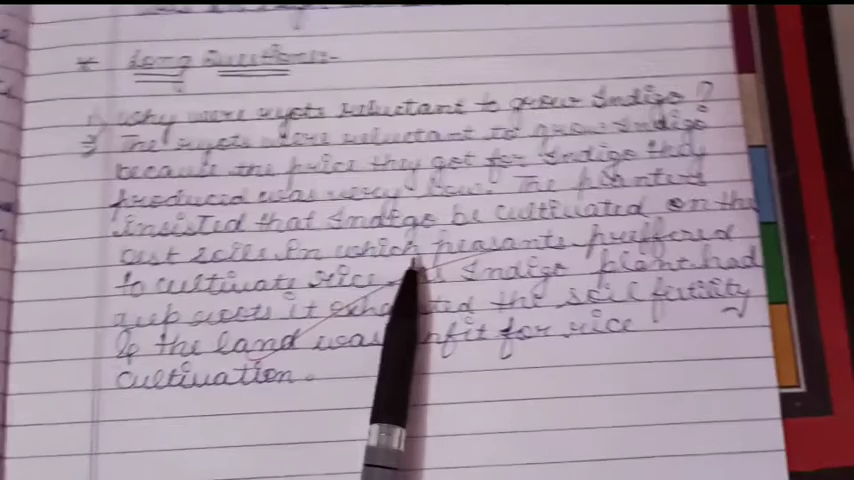 * Long Questions:-
1) Why were ryots reluctant to grow Indigo?
⇒ The ryots were reluctant to grow Indigo
because the price they got for Indigo they
produced was very low. The planters
insisted that Indigo be cultivated on the
best soils in which peasants preffered
to cultivate rice. Indigo plant had
deep roots it exhausted the soil fertility
& the land was unfit for rice
cultivation.